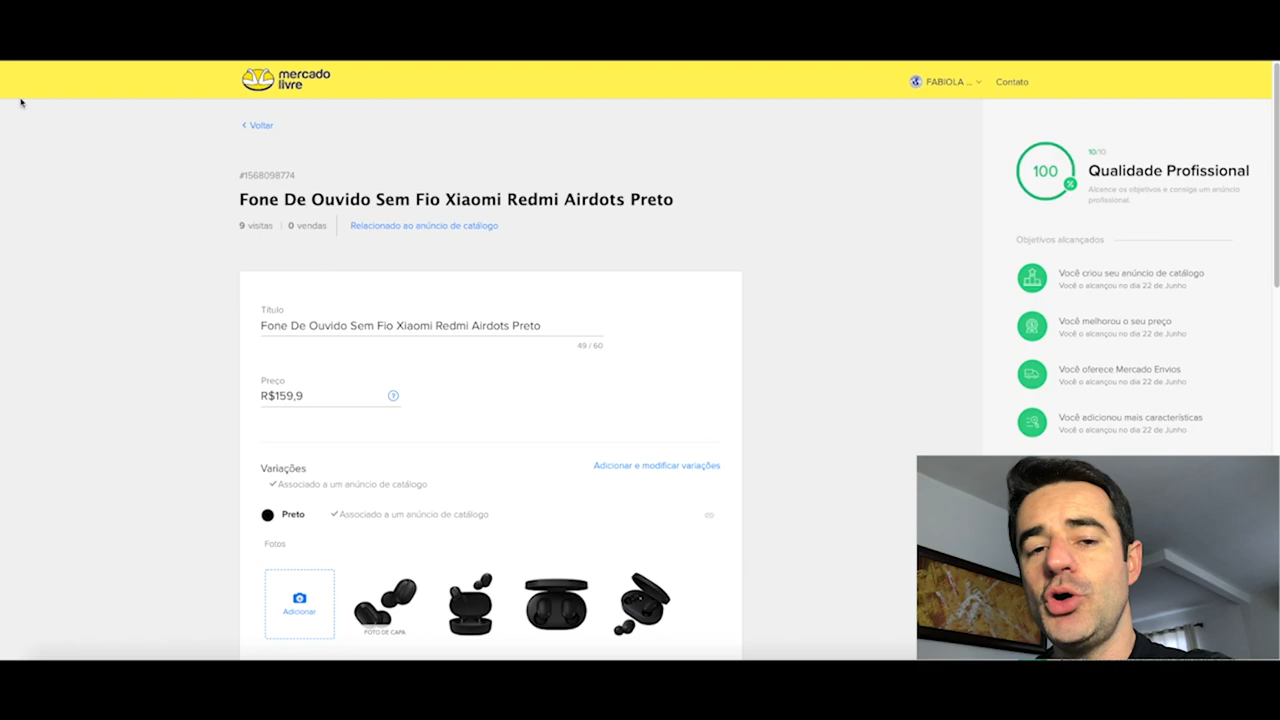 mercado
livre
FABIOLA ...
Contato
Voltar
#1568098774
Fone De Ouvido Sem Fio Xiaomi Redmi Airdots Preto
9 visitas | 0 vendas
Relacionado ao anúncio de catálogo
Título
Fone De Ouvido Sem Fio Xiaomi Redmi Airdots Preto
49 / 60
Preço
R$159,9
?
Variações
Adicionar e modificar variações
Associado a um anúncio de catálogo
Preto
Associado a um anúncio de catálogo
Fotos
Adicionar
FOTO DE CAPA
100
%
10/10
Qualidade Profissional
Alcance os objetivos e consiga um anúncio
profissional.
Objetivos alcançados
Você criou seu anúncio de catálogo
Você o alcançou no dia 22 de Junho
Você melhorou o seu preço
Você o alcançou no dia 22 de Junho
Você oferece Mercado Envios
Você o alcançou no dia 22 de Junho
Você adicionou mais características
Você o alcançou no dia 22 de Junho